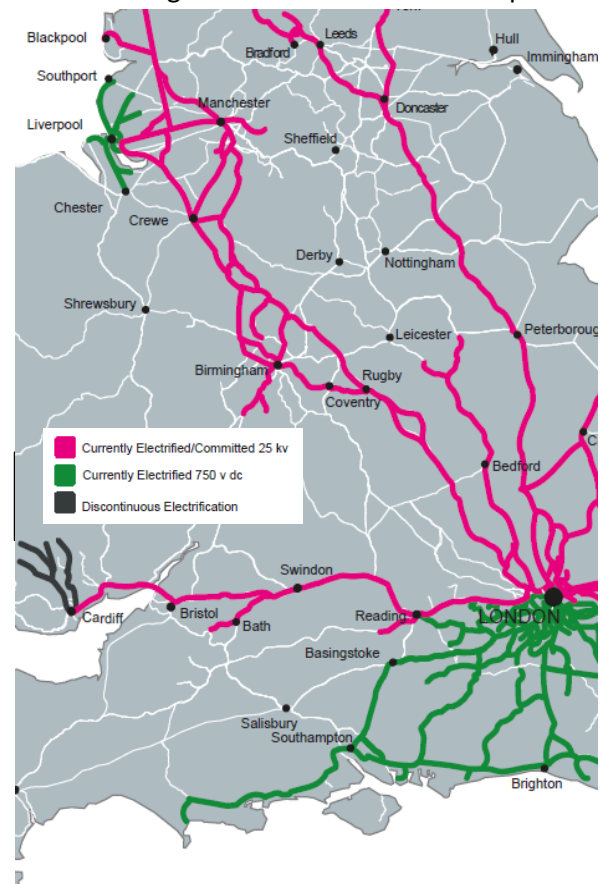 Blackpool
Leeds
Hull
Bradford
Immingham
Southport
Manchester
Doncaster
Liverpool
Sheffield
Chester
Crewe
Derby
Nottingham
Shrewsbury
Leicester
Peterboroug
Birmingham
Rugby
Coventry
Currently Electrified/Committed 25 kv
Bedford
Currently Electrified 750 v dc
Discontinuous Electrification
Swindon
Cardiff
Bristol
Bath
Reading
LONDON
Basingstoke
Salisbury
Southampton
Brighton